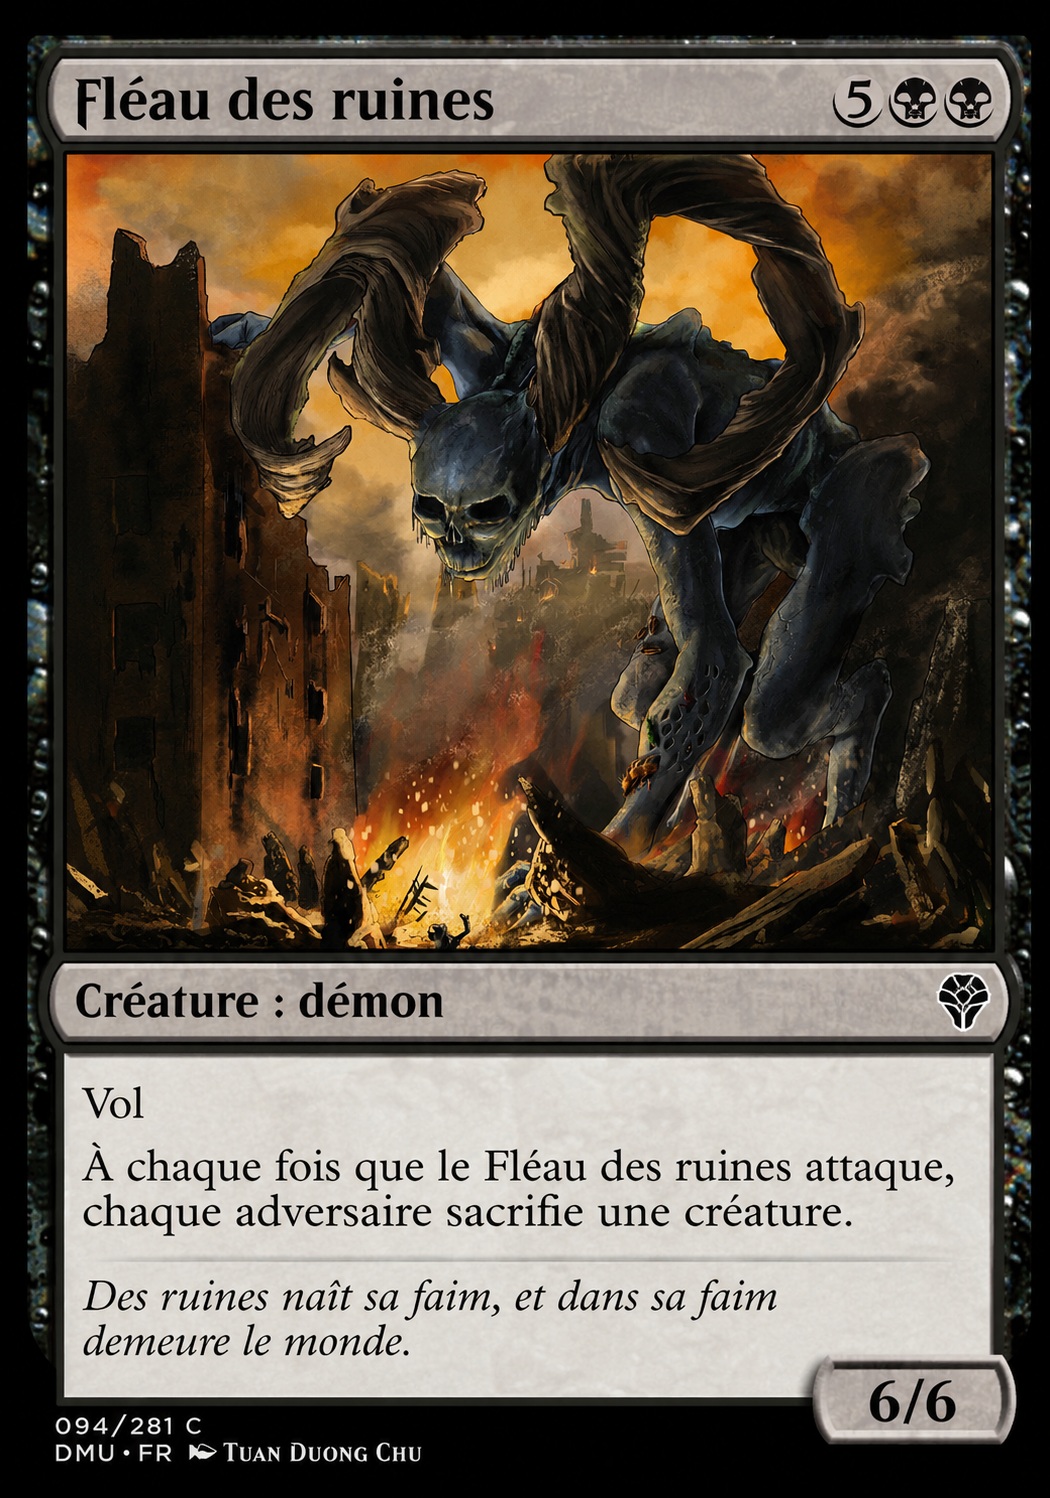 Fléau des ruines
5
Créature : démon
Vol
À chaque fois que le Fléau des ruines attaque,
chaque adversaire sacrifie une créature.
Des ruines naît sa faim, et dans sa faim
demeure le monde.
6/6
094/281 C
DMU • FR Tuan Duong Chu